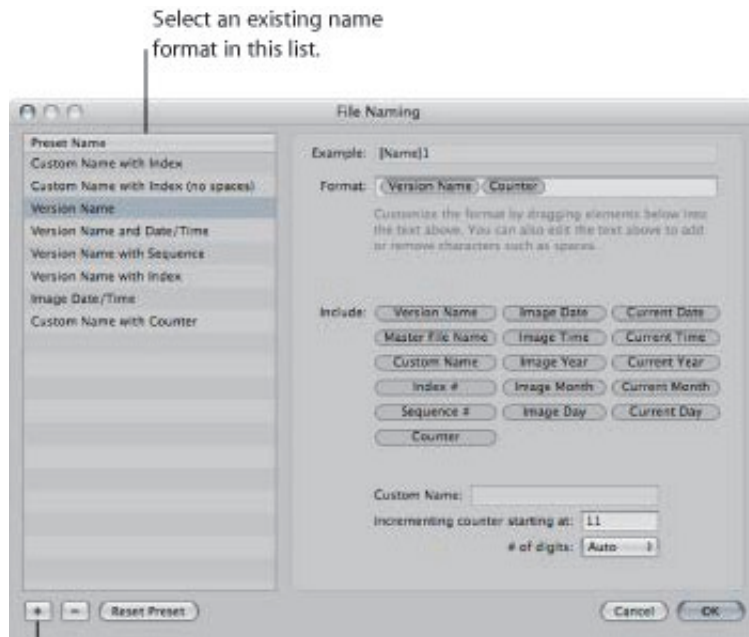 Select an existing name
format in this list.
File Naming
Preset Name
Custom Name with Index
Custom Name with Index (no spaces)
Version Name
Version Name and Date/Time
Version Name with Sequence
Version Name with Index
Image Date/Time
Custom Name with Counter
Example: [Name]1
Format: Version Name Counter
Customize the format by dragging elements below into
the text above. You can also edit the text above to add
or remove characters such as spaces.
Include: Version Name Image Date Current Date
Master File Name Image Time Current Time
Custom Name Image Year Current Year
Index # Image Month Current Month
Sequence # Image Day Current Day
Counter
Custom Name:
Incrementing counter starting at: 11
# of digits: Auto
+ - Reset Preset Cancel OK